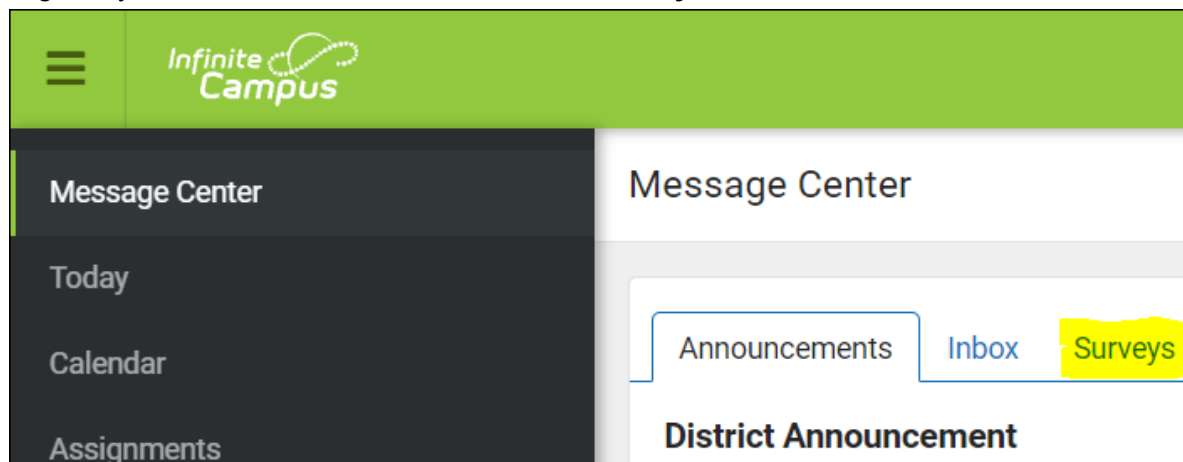 Infinite
Campus
Message Center
Today
Calendar
Assignments
Message Center
Announcements Inbox Surveys
District Announcement